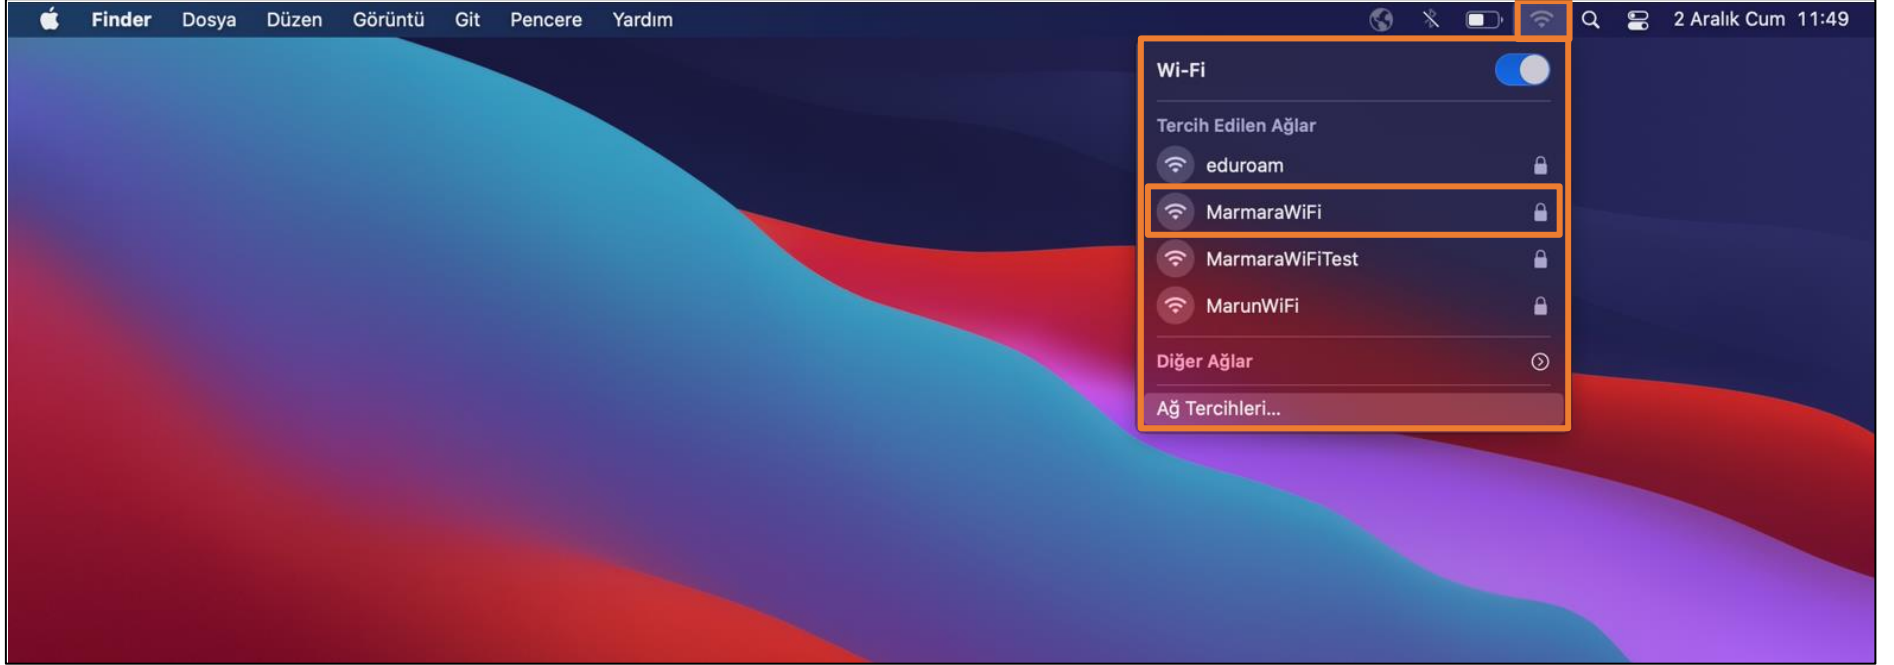 Finder Dosya Düzen Görüntü Git Pencere Yardım 2 Aralık Cum 11:49
Wi-Fi
Tercih Edilen Ağlar
eduroam
MarmaraWiFi
MarmaraWiFiTest
MarunWiFi
Diğer Ağlar
Ağ Tercihleri...